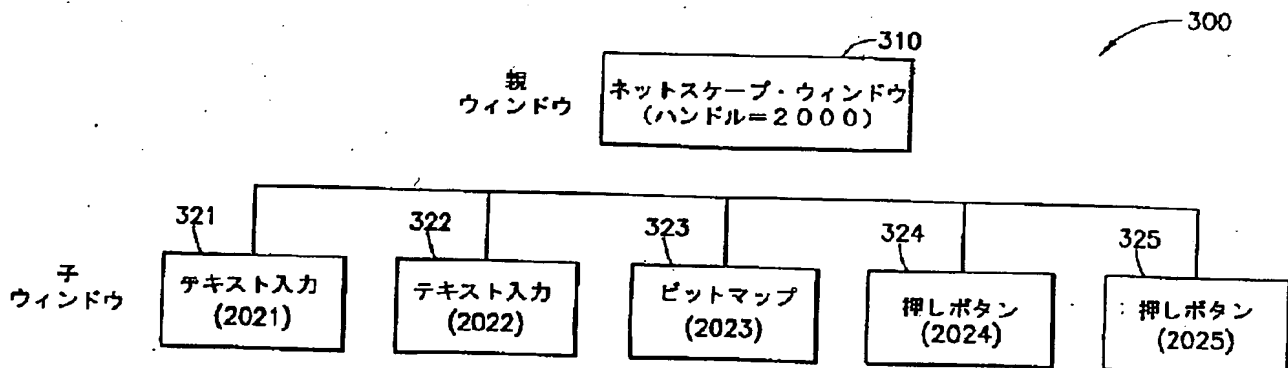 300
310
親
ウィンドウ
ネットスケープ・ウィンドウ
(ハンドル=2000)
321
322
323
324
325
子
ウィンドウ
テキスト入力
(2021)
テキスト入力
(2022)
ビットマップ
(2023)
押しボタン
(2024)
押しボタン
(2025)